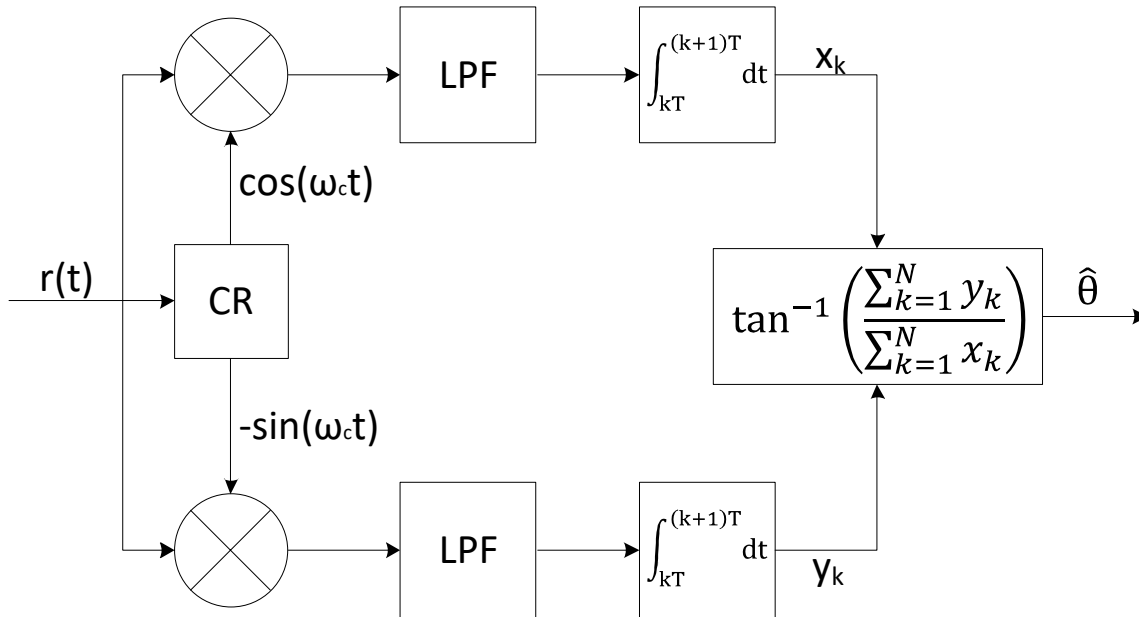 LPF
∫_{kT}^{(k+1)T} dt
x_k
cos(ω_c t)
r(t)
CR
tan⁻¹(∑_{k=1}^{N} y_k / ∑_{k=1}^{N} x_k)
θ̂
-sin(ω_c t)
LPF
∫_{kT}^{(k+1)T} dt
y_k